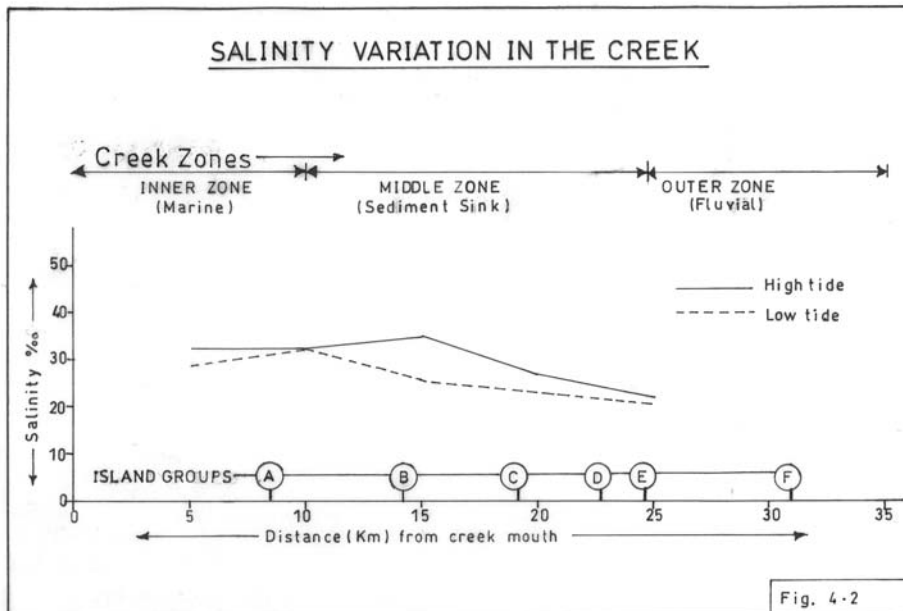 SALINITY VARIATION IN THE CREEK
Creek Zones
INNER ZONE
(Marine)
MIDDLE ZONE
(Sediment Sink)
OUTER ZONE
(Fluvial)
50
40
30
20
10
0
Salinity ‰
High tide
Low tide
ISLAND GROUPS
A
B
C
D
E
F
0 5 10 15 20 25 30 35
Distance (Km) from creek mouth
Fig. 4·2